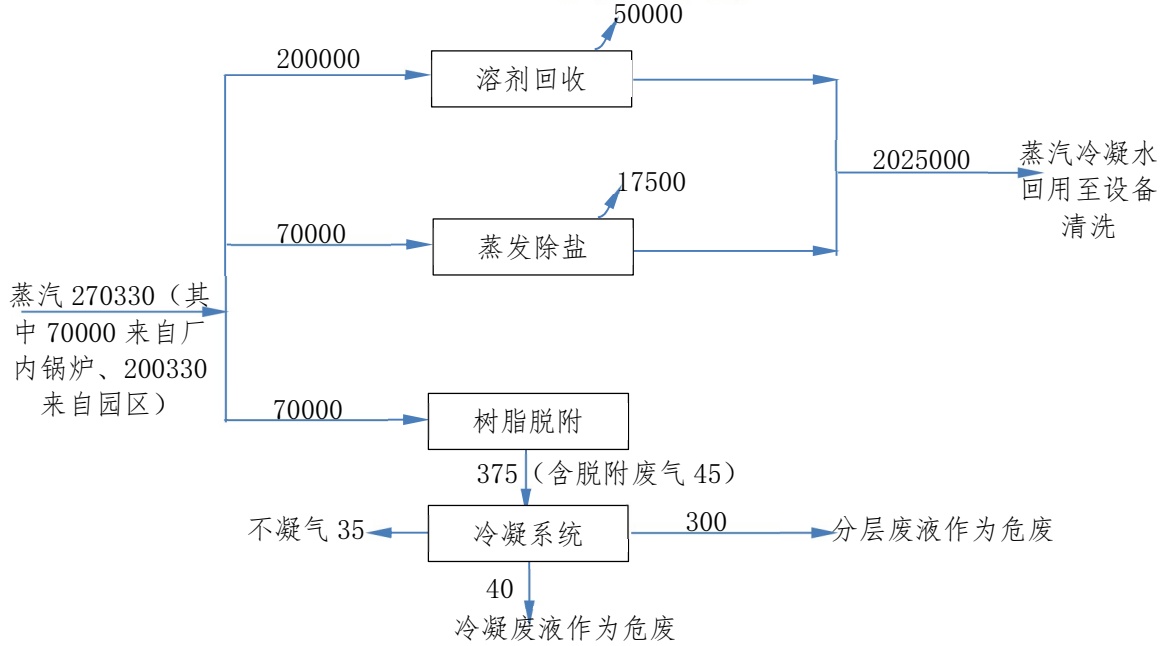 50000
200000
溶剂回收
2025000
蒸汽冷凝水
回用至设备
清洗
17500
70000
蒸发除盐
蒸汽 270330（其
中 70000 来自厂
内锅炉、200330
来自园区）
70000
树脂脱附
375（含脱附废气 45）
不凝气 35
冷凝系统
300
分层废液作为危废
40
冷凝废液作为危废